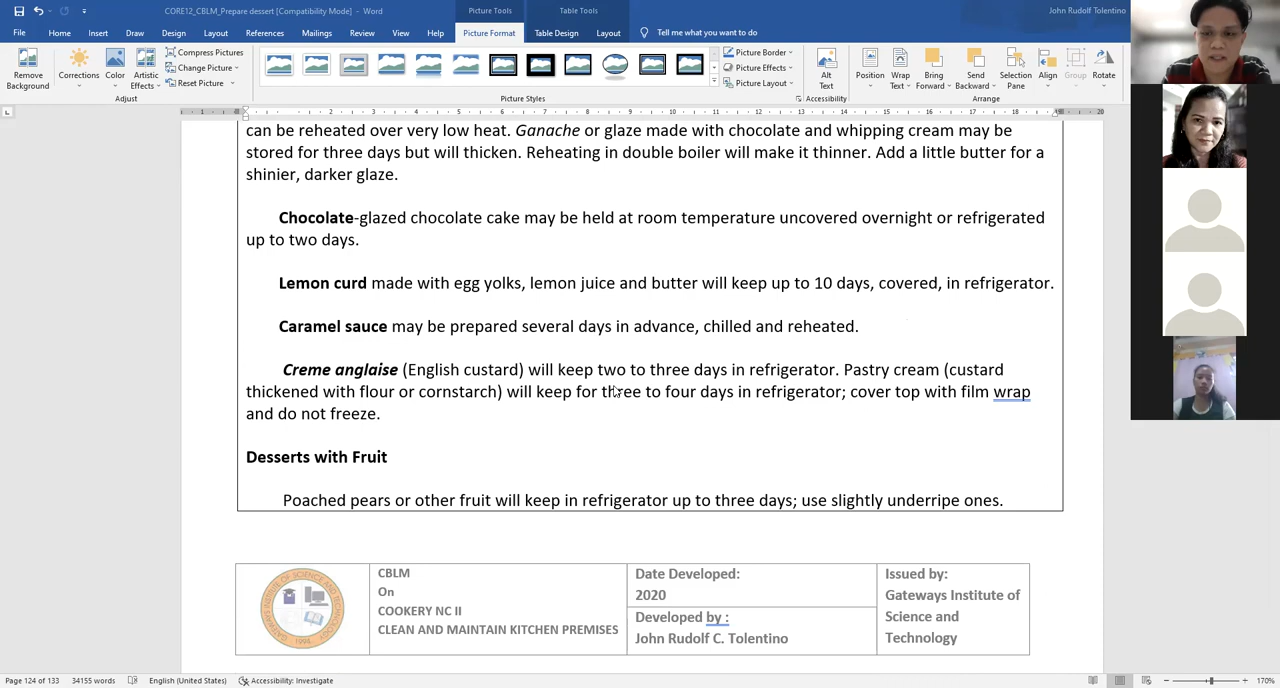 CORE12_CBLM_Prepare dessert [Compatibility Mode] - Word
Picture Tools
Table Tools
John Rudolf Tolentino
File
Home
Insert
Draw
Design
Layout
References
Mailings
Review
View
Help
Picture Format
Table Design
Layout
Tell me what you want to do
Remove
Background
Corrections
Color
Artistic
Effects
Compress Pictures
Change Picture
Reset Picture
Adjust
Picture Styles
Picture Border
Picture Effects
Picture Layout
Alt
Text
Accessibility
Position
Wrap
Text
Bring
Forward
Send
Backward
Selection
Pane
Align
Group
Rotate
Arrange
can be reheated over very low heat. Ganache or glaze made with chocolate and whipping cream may be
stored for three days but will thicken. Reheating in double boiler will make it thinner. Add a little butter for a
shinier, darker glaze.
Chocolate-glazed chocolate cake may be held at room temperature uncovered overnight or refrigerated
up to two days.
Lemon curd made with egg yolks, lemon juice and butter will keep up to 10 days, covered, in refrigerator.
Caramel sauce may be prepared several days in advance, chilled and reheated.
Creme anglaise (English custard) will keep two to three days in refrigerator. Pastry cream (custard
thickened with flour or cornstarch) will keep for three to four days in refrigerator; cover top with film wrap
and do not freeze.
Desserts with Fruit
Poached pears or other fruit will keep in refrigerator up to three days; use slightly underripe ones.
GATEWAYS INSTITUTE OF SCIENCE AND TECHNOLOGY
1994
CBLM
On
COOKERY NC II
CLEAN AND MAINTAIN KITCHEN PREMISES
Date Developed:
2020
Developed by :
John Rudolf C. Tolentino
Issued by:
Gateways Institute of
Science and
Technology
Page 124 of 133
34155 words
English (United States)
Accessibility: Investigate
170%